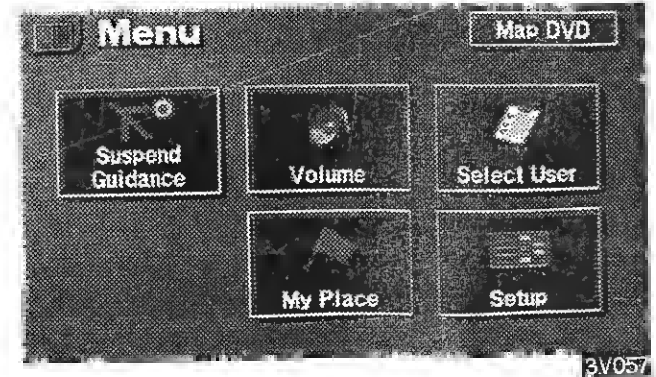 Menu
Map DVD
Suspend
Guidance
Volume
Select User
My Place
Setup
3V057